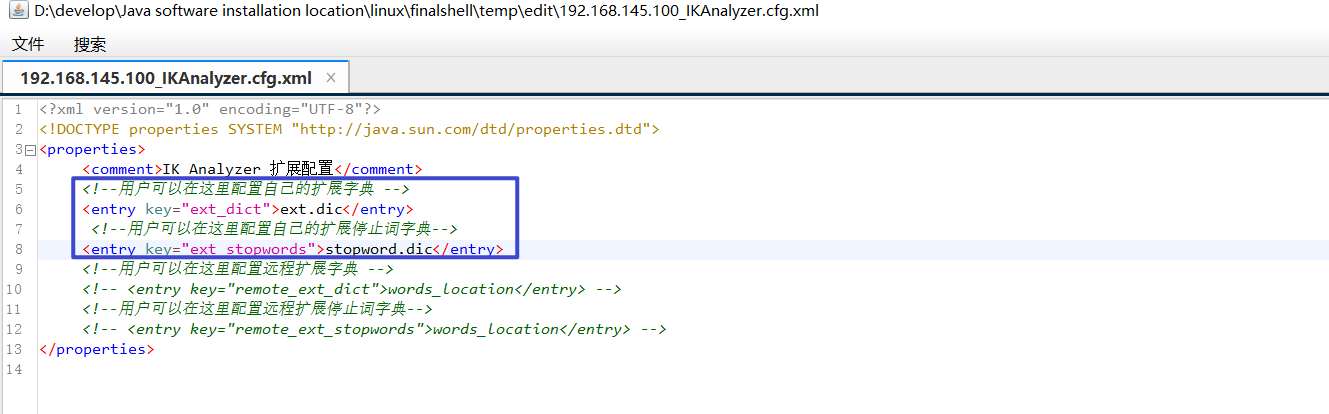 D:\develop\Java software installation location\linux\finalshell\temp\edit\192.168.145.100_IKAnalyzer.cfg.xml
文件 搜索
192.168.145.100_IKAnalyzer.cfg.xml ×
1 <?xml version="1.0" encoding="UTF-8"?>
2 <!DOCTYPE properties SYSTEM "http://java.sun.com/dtd/properties.dtd">
3 <properties>
4 <comment>IK Analyzer 扩展配置</comment>
5 <!--用户可以在这里配置自己的扩展字典 -->
6 <entry key="ext_dict">ext.dic</entry>
7 <!--用户可以在这里配置自己的扩展停止词字典-->
8 <entry key="ext_stopwords">stopword.dic</entry>
9 <!--用户可以在这里配置远程扩展字典 -->
10 <!-- <entry key="remote_ext_dict">words_location</entry> -->
11 <!--用户可以在这里配置远程扩展停止词字典-->
12 <!-- <entry key="remote_ext_stopwords">words_location</entry> -->
13 </properties>
14